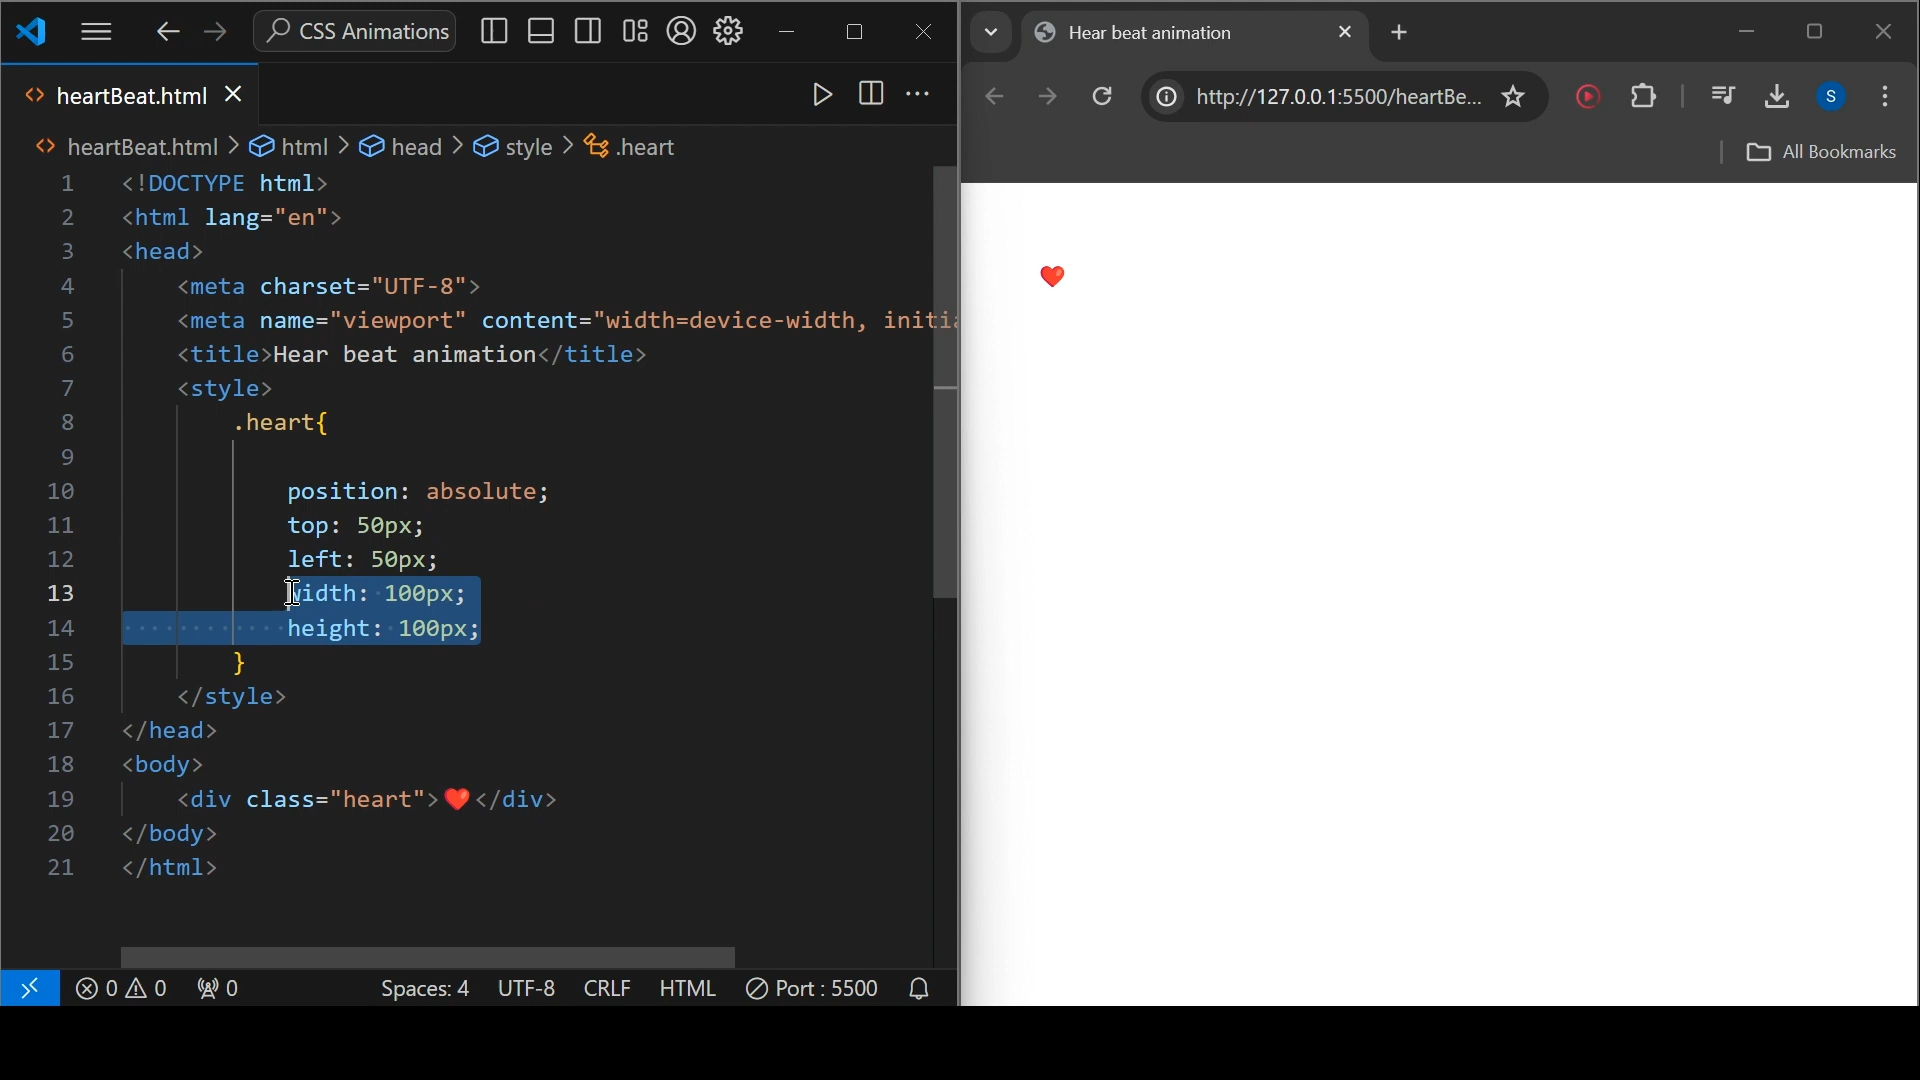 CSS Animations
heartBeat.html
heartBeat.html > html > head > style > .heart
1 <!DOCTYPE html>
2 <html lang="en">
3 <head>
4 <meta charset="UTF-8">
5 <meta name="viewport" content="width=device-width, initi
6 <title>Hear beat animation</title>
7 <style>
8 .heart{
9
10 position: absolute;
11 top: 50px;
12 left: 50px;
13 width: 100px;
14 height: 100px;
15 }
16 </style>
17 </head>
18 <body>
19 <div class="heart">❤️</div>
20 </body>
21 </html>
0 0 0 Spaces: 4 UTF-8 CRLF HTML Port : 5500
Hear beat animation
http://127.0.0.1:5500/heartBe... S
All Bookmarks
❤️